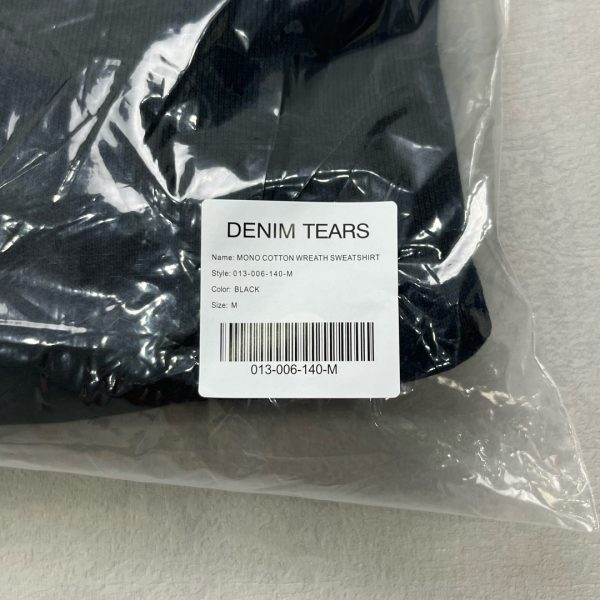 DENIM TEARS
Name: MONO COTTON WREATH SWEATSHIRT
Style: 013-006-140-M
Color: BLACK
Size: M
013-006-140-M